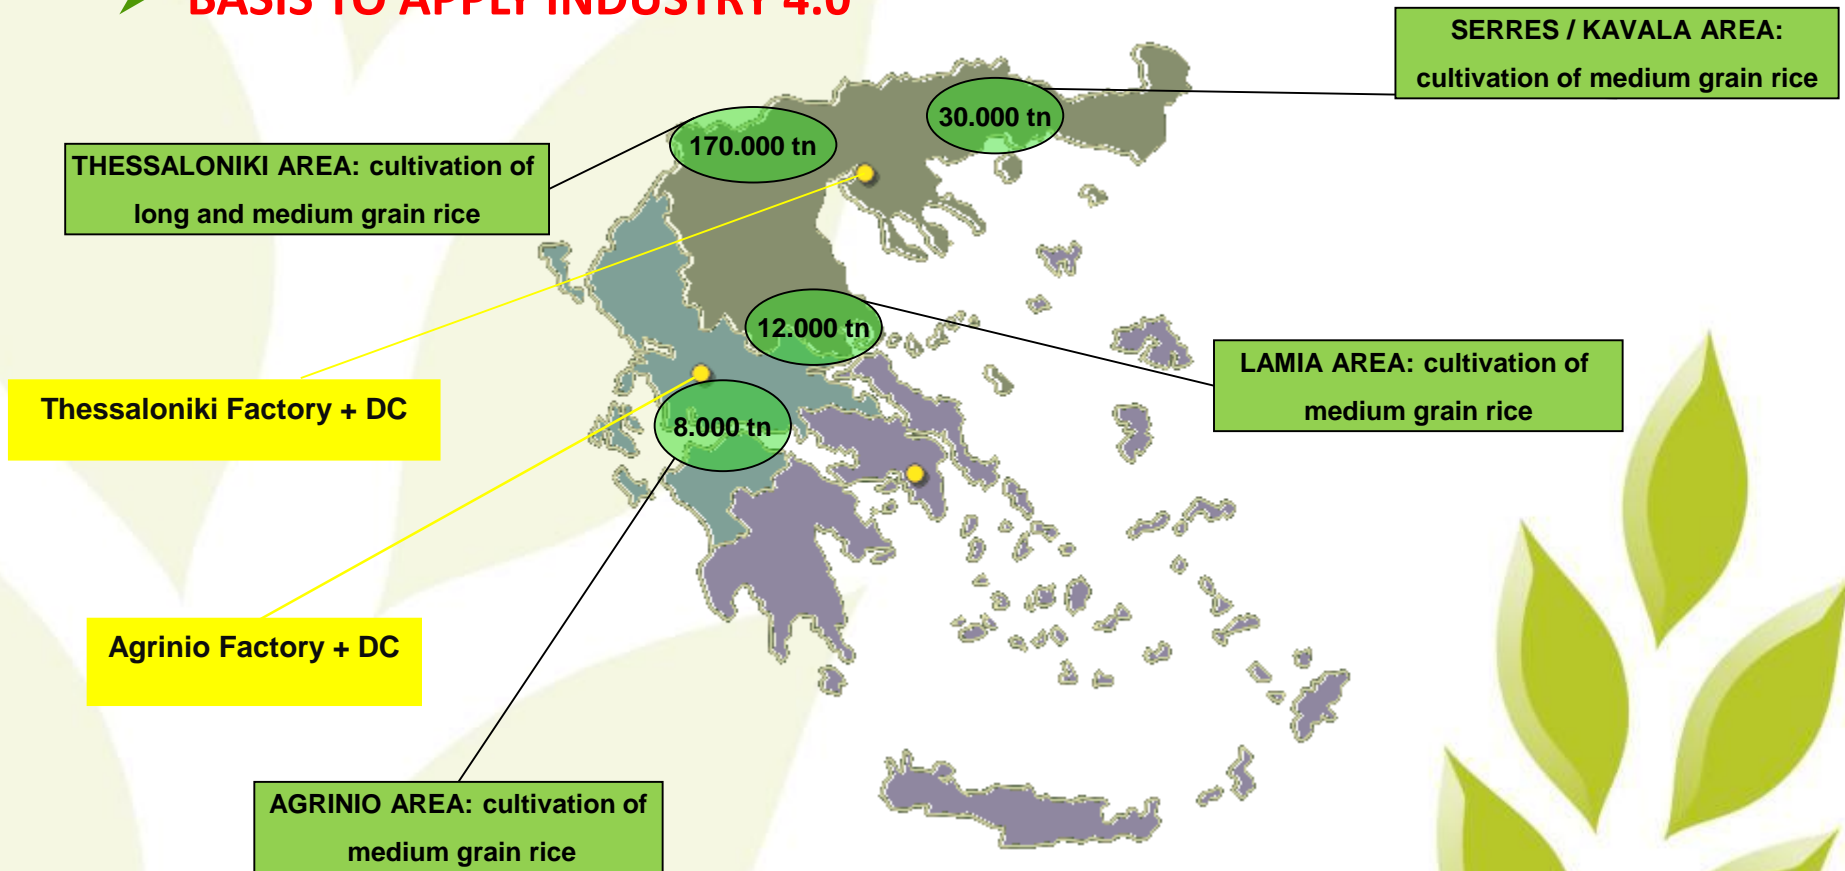 BASIS TO APPLY INDUSTRY 4.0
SERRES / KAVALA AREA:
cultivation of medium grain rice
30.000 tn
170.000 tn
THESSALONIKI AREA: cultivation of
long and medium grain rice
12.000 tn
LAMIA AREA: cultivation of
medium grain rice
Thessaloniki Factory + DC
8.000 tn
Agrinio Factory + DC
AGRINIO AREA: cultivation of
medium grain rice